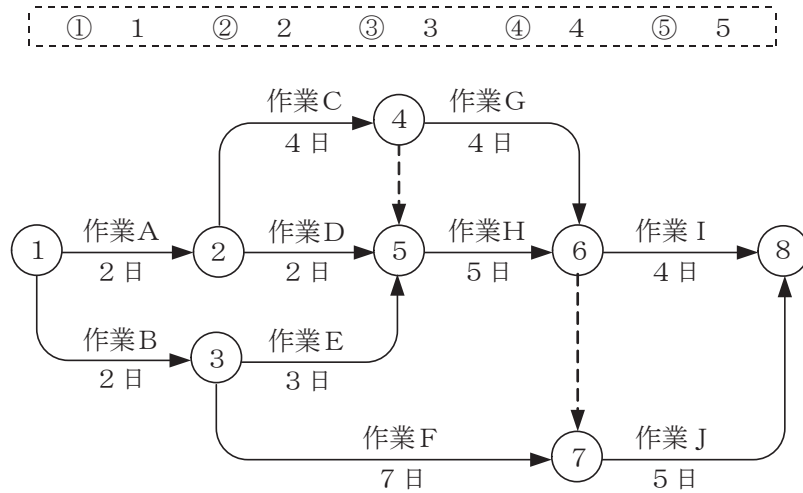 ① 1 ② 2 ③ 3 ④ 4 ⑤ 5
作業C 4 作業G
4日 4日
作業A 作業D 作業H 作業I
1 2 5 6 8
2日 2日 5日 4日
作業B 作業E
3
2日 3日
作業F 作業J
7
7日 5日